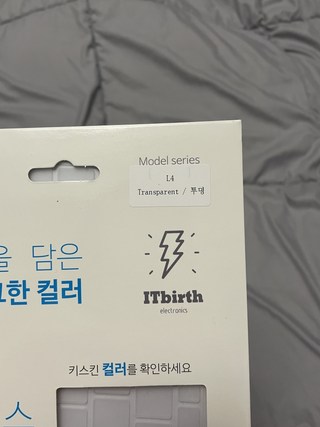 Model series
L4
Transparent / 투명
을 담은
한 컬러
ITbirth
electronics
키스킨 컬러를 확인하세요
스